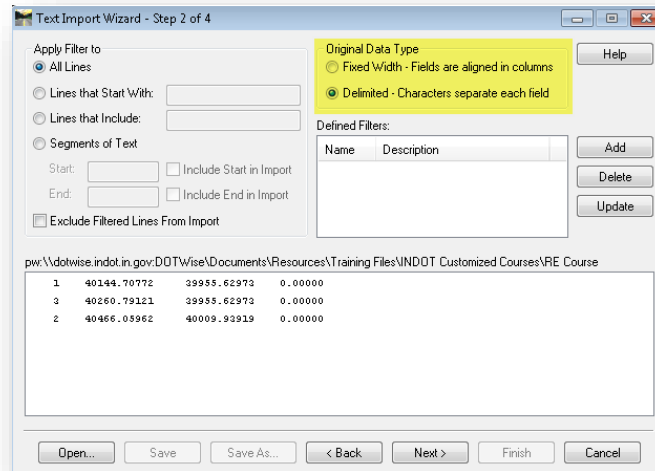 Text Import Wizard - Step 2 of 4
Apply Filter to
All Lines
Lines that Start With:
Lines that Include:
Segments of Text
Start:
Include Start in Import
End:
Include End in Import
Exclude Filtered Lines From Import
Original Data Type
Fixed Width - Fields are aligned in columns
Delimited - Characters separate each field
Help
Defined Filters:
Name Description
Add
Delete
Update
pw:\\dotwise.indot.in.gov:DOTWise\Documents\Resources\Training Files\INDOT Customized Courses\RE Course
1 40144.70772 39955.62973 0.00000
3 40260.79121 39955.62973 0.00000
2 40466.05962 40009.93919 0.00000
Open... Save Save As... < Back Next > Finish Cancel